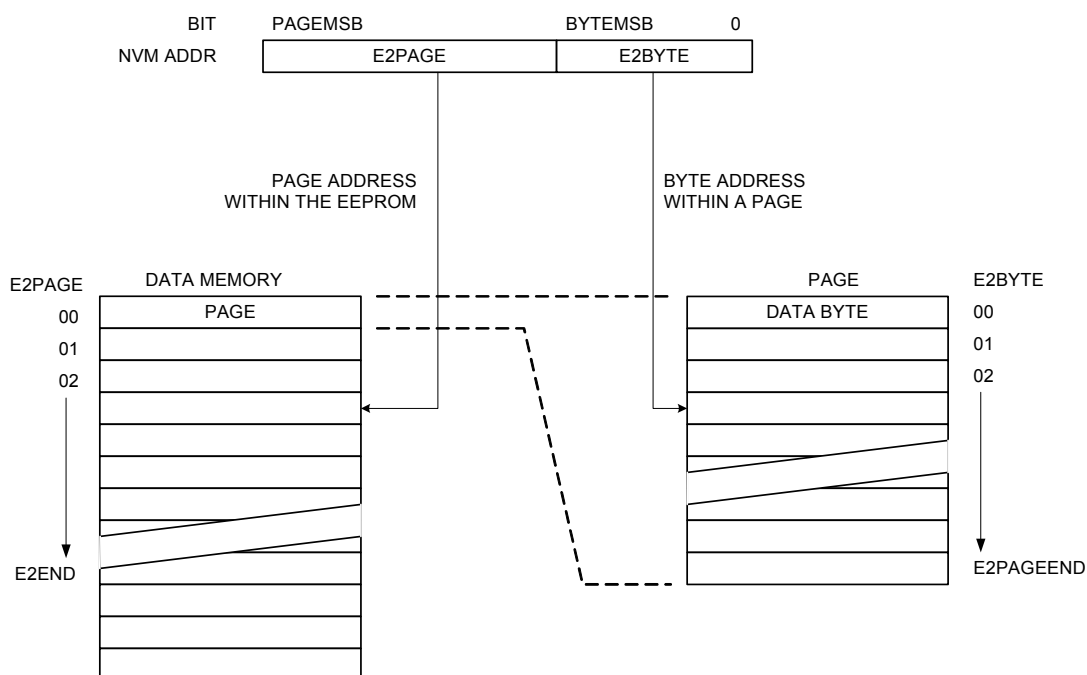 BIT PAGEMSB BYTEMSB 0
NVM ADDR E2PAGE E2BYTE
PAGE ADDRESS
WITHIN THE EEPROM
BYTE ADDRESS
WITHIN A PAGE
E2PAGE DATA MEMORY
00 PAGE
01
02
E2END
PAGE E2BYTE
DATA BYTE 00
01
02
E2PAGEEND